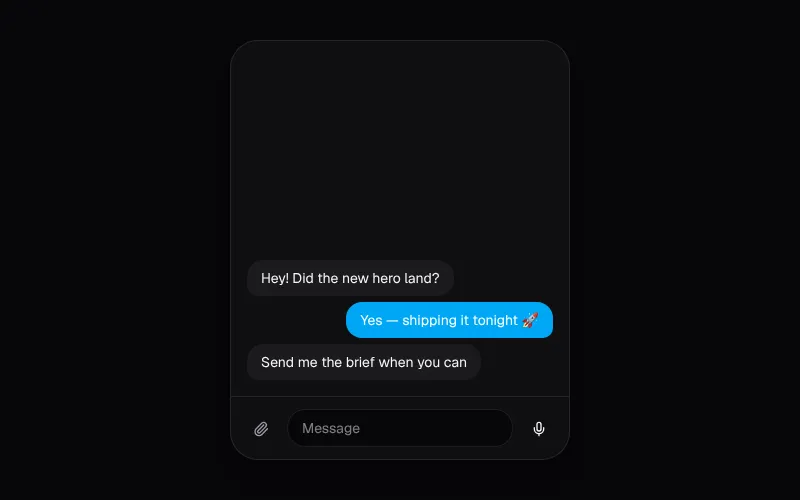 Hey! Did the new hero land?
Yes — shipping it tonight 🚀
Send me the brief when you can
Message